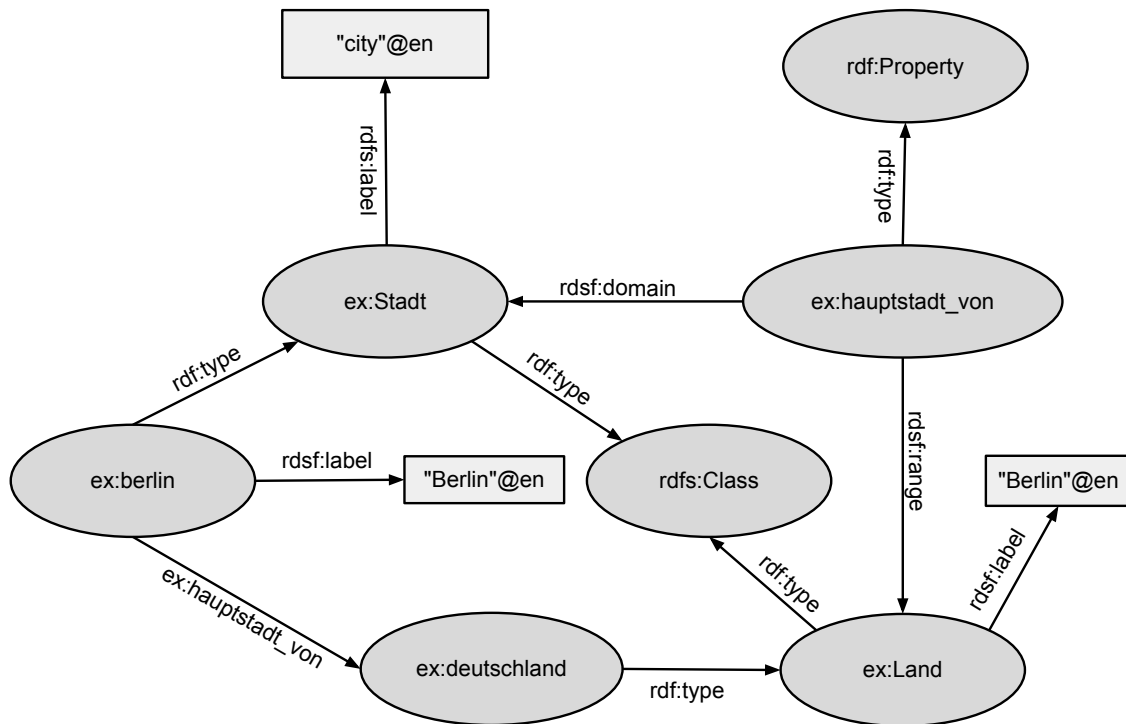 "city"@en
rdf:Property
rdfs:label
rdf:type
ex:Stadt
rdsf:domain
ex:hauptstadt_von
rdf:type
rdf:type
rdsf:range
ex:berlin
rdsf:label
"Berlin"@en
rdfs:Class
"Berlin"@en
ex:hauptstadt_von
rdf:type
rdsf:label
ex:deutschland
rdf:type
ex:Land